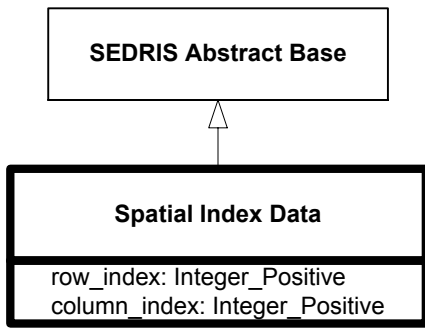 SEDRIS Abstract Base
Spatial Index Data
row_index: Integer_Positive
column_index: Integer_Positive